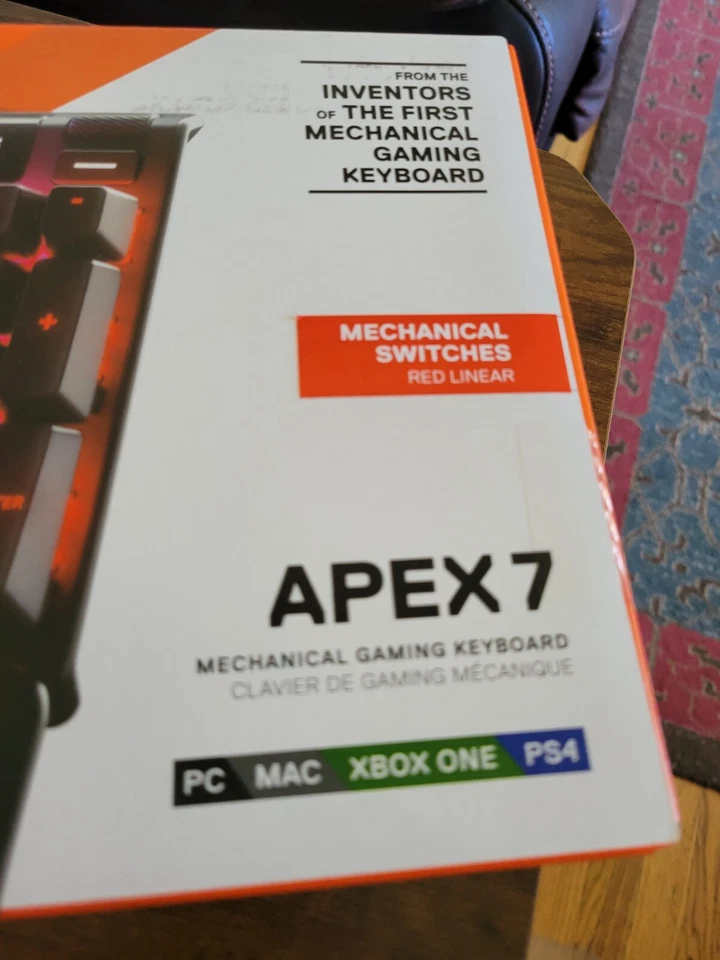 FROM THE
INVENTORS
OF THE FIRST
MECHANICAL
GAMING
KEYBOARD
MECHANICAL
SWITCHES
RED LINEAR
APEX 7
MECHANICAL GAMING KEYBOARD
CLAVIER DE GAMING MÉCANIQUE
PC MAC XBOX ONE PS4
+
TER